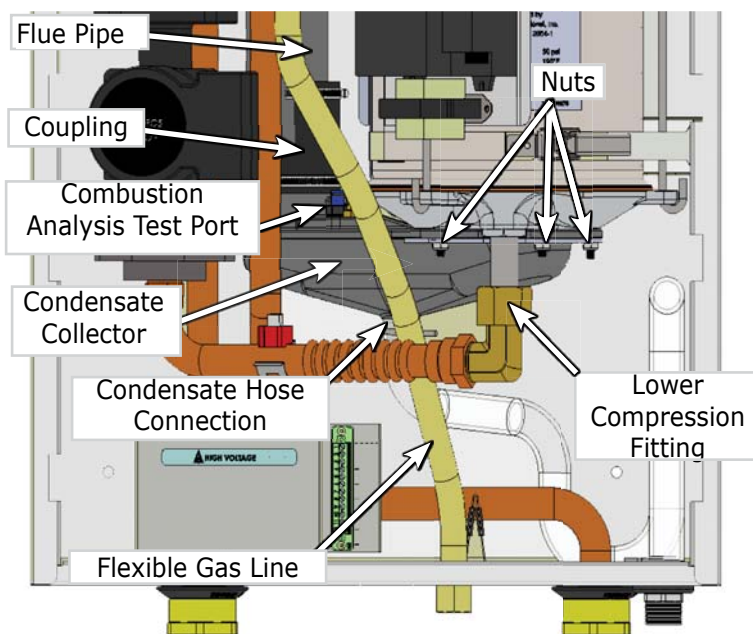 Flue Pipe
Coupling
Combustion
Analysis Test Port
Condensate
Collector
Condensate Hose
Connection
Flexible Gas Line
Nuts
Lower
Compression
Fitting
HIGH VOLTAGE